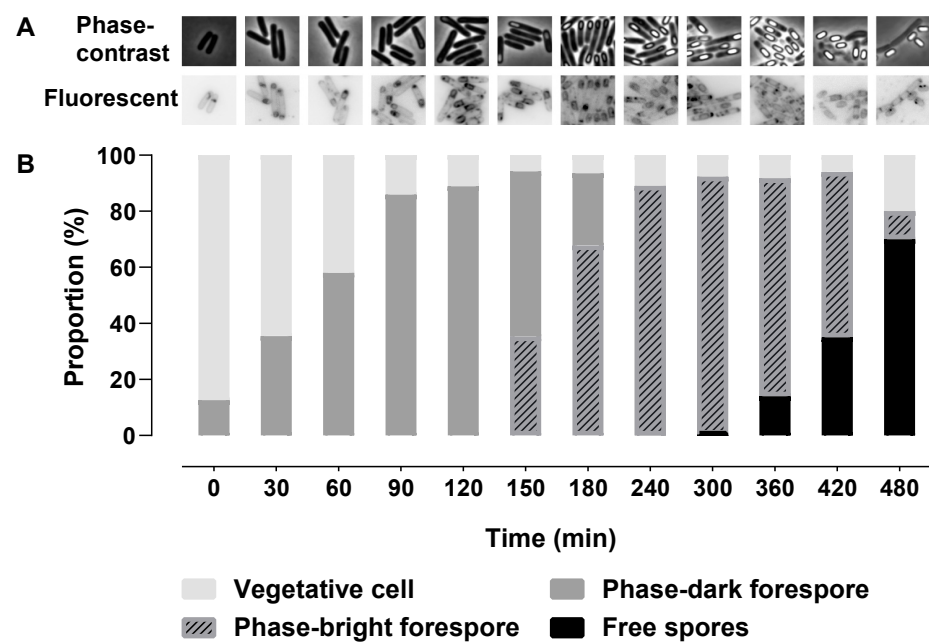 A
Phase-
contrast
Fluorescent
B
Proportion (%)
100
80
60
40
20
0
0 30 60 90 120 150 180 240 300 360 420 480
Time (min)
Vegetative cell
Phase-dark forespore
Phase-bright forespore
Free spores